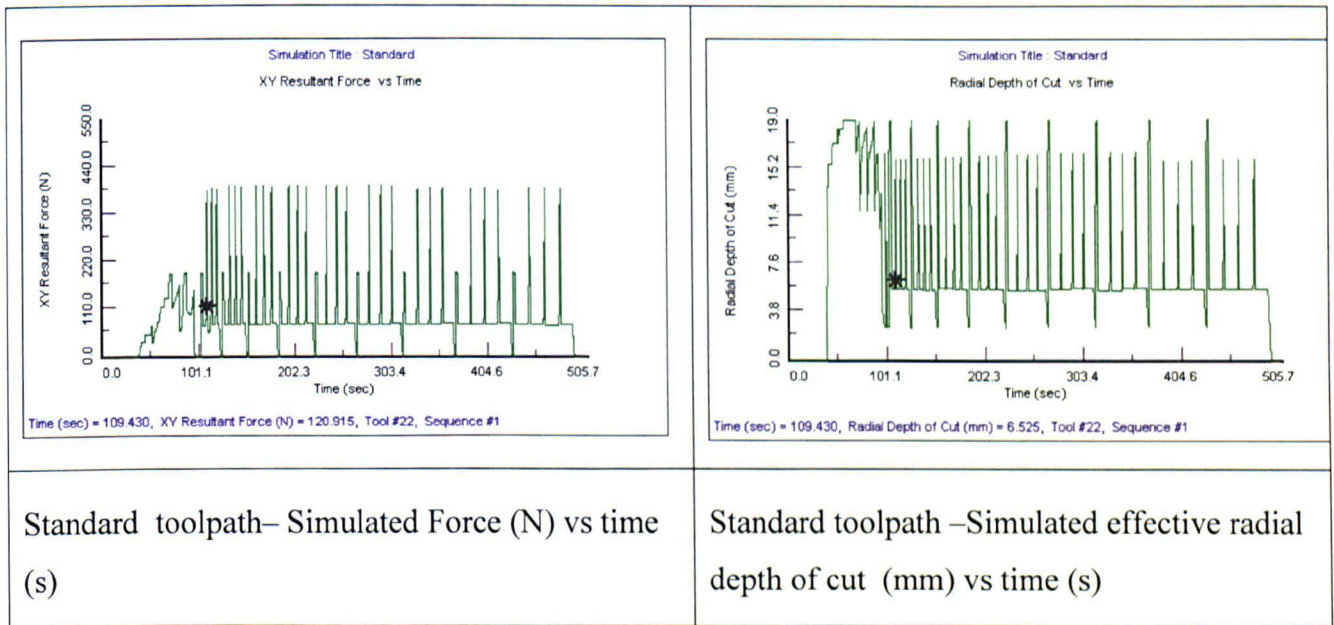 Simulation Title : Standard
XY Resultant Force vs Time
XY Resultant Force (N)
550.0
440.0
330.0
220.0
110.0
0.0
0.0 101.1 202.3 303.4 404.6 505.7
Time (sec)
Time (sec) = 109.430, XY Resultant Force (N) = 120.915, Tool #22, Sequence #1
Simulation Title : Standard
Radial Depth of Cut vs Time
Radial Depth of Cut (mm)
19.0
15.2
11.4
7.6
3.8
0.0
0.0 101.1 202.3 303.4 404.6 505.7
Time (sec)
Time (sec) = 109.430, Radial Depth of Cut (mm) = 6.525, Tool #22, Sequence #1
Standard toolpath– Simulated Force (N) vs time
(s)
Standard toolpath –Simulated effective radial
depth of cut (mm) vs time (s)